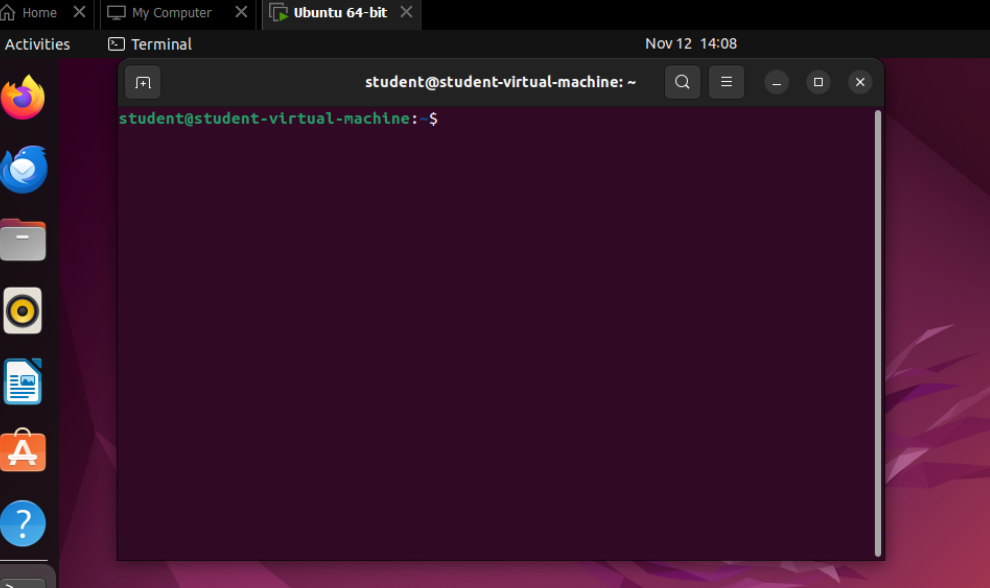 Home
My Computer
Ubuntu 64-bit
Activities
Terminal
Nov 12 14:08
student@student-virtual-machine: ~
student@student-virtual-machine:~$